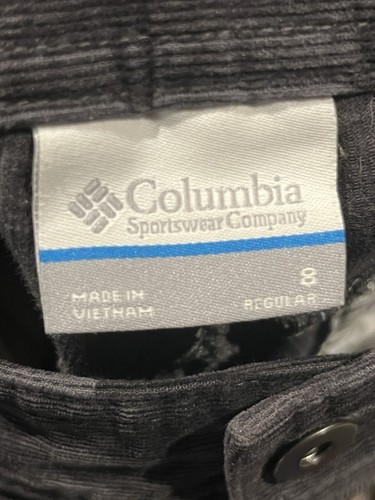 Columbia
Sportswear Company
8
MADE IN
VIETNAM
REGULAR